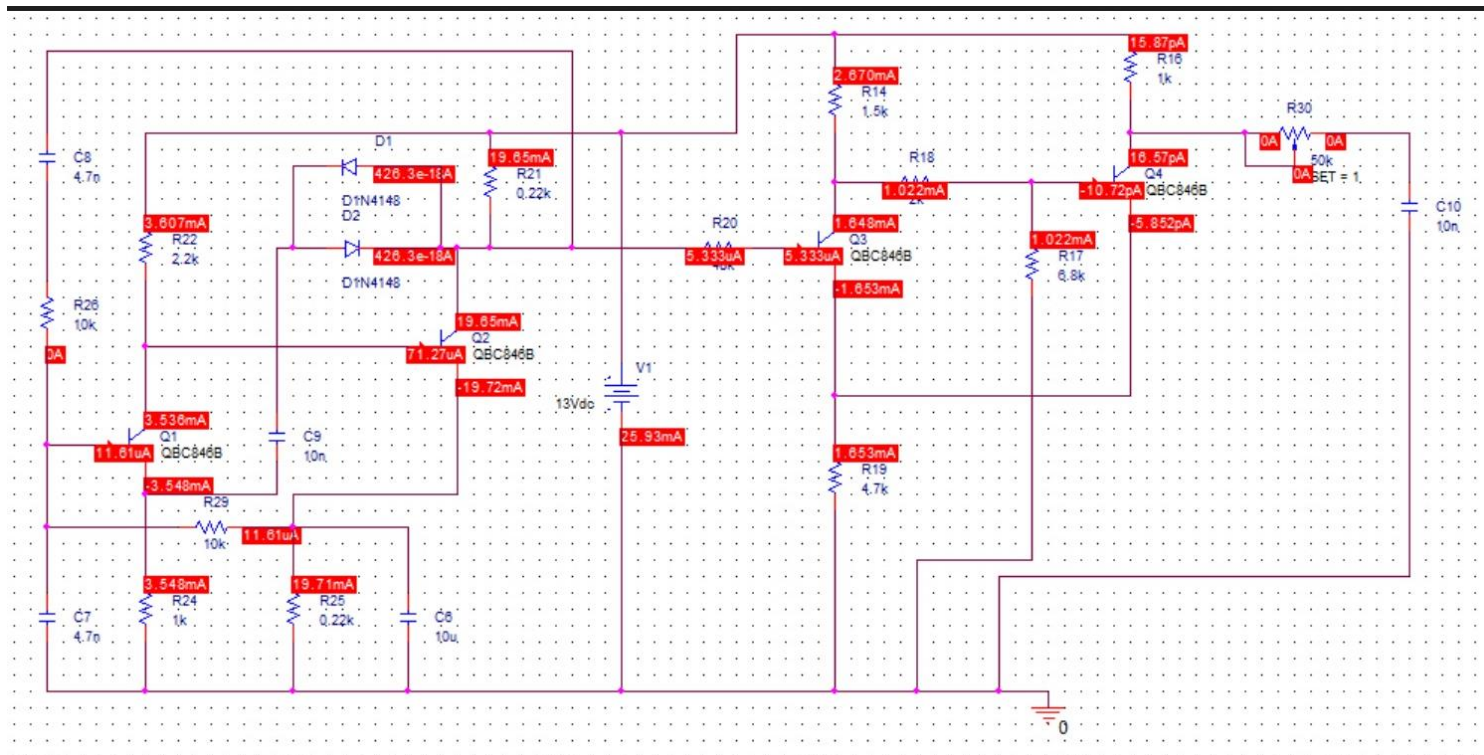 15.87pA
R16
1k
2.670mA
R14
1.5k
R30
0A
0A
50k
0A
SET = 1
D1
C8
4.7n
426.3e-18A
D1N4148
D2
19.65mA
R21
0.22k
R18
1.022mA
2k
16.57pA
-10.72pA
Q4
QBC846B
-5.852pA
C10
10n
3.607mA
R22
2.2k
426.3e-18A
D1N4148
R20
5.333uA
1.648mA
5.333uA
Q3
QBC846B
-1.653mA
1.022mA
R17
6.8k
R26
10k
0A
19.65mA
71.27uA
Q2
QBC846B
-19.72mA
V1
13Vdc
25.93mA
3.536mA
11.61uA
Q1
QBC846B
-3.548mA
C9
10n
1.653mA
R19
4.7k
R29
11.61uA
10k
3.548mA
R24
1k
19.71mA
R25
0.22k
C7
4.7n
C6
10u
0